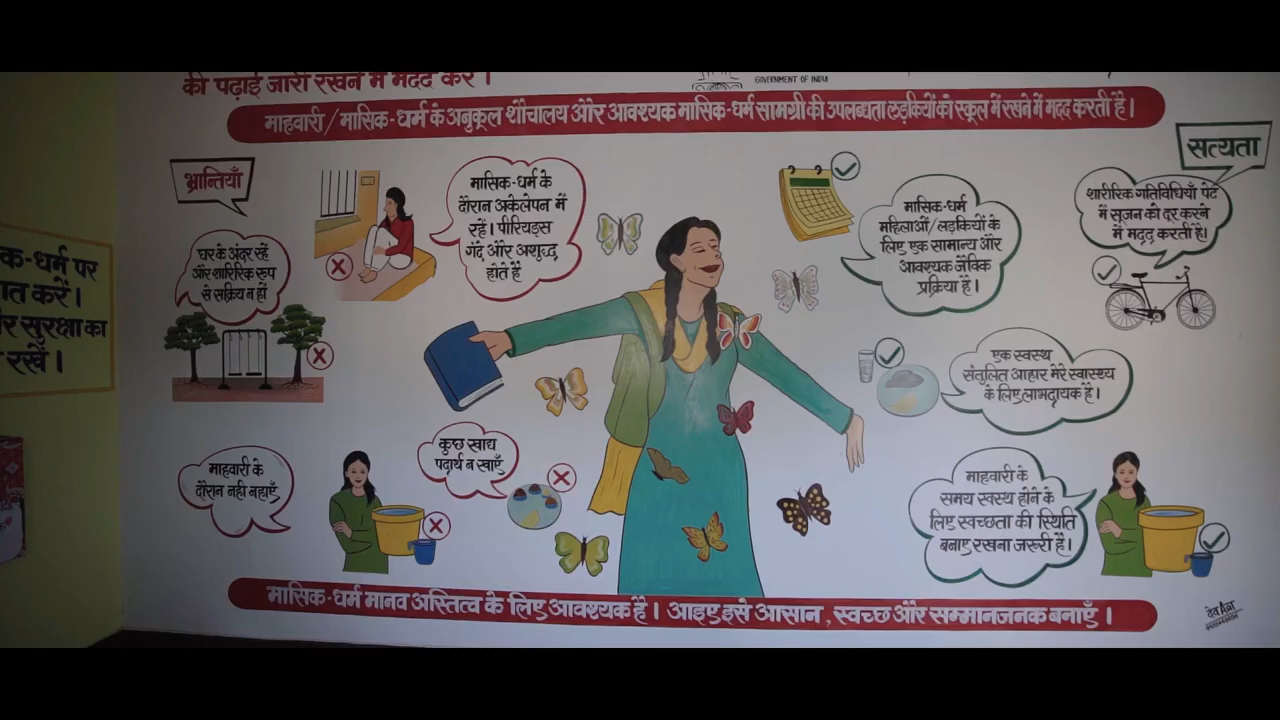 की पढ़ाई जारी रखने में मदद करें ।
GOVERNMENT OF INDIA
माहवारी / मासिक-धर्म के अनुकूल शौचालय और आवश्यक मासिक-धर्म सामग्री की उपलब्धता लड़कियों को स्कूल में रखने में मदद करती है।
भ्रान्तियाँ
सत्यता
मासिक-धर्म के
दौरान अकेलेपन में
रहें। पीरियड्स
गंदे और अशुद्ध
होते हैं
घर के अंदर रहें
और शारिरिक रूप
से सक्रिय न हों
मासिक-धर्म
महिलाओं/लड़कियों के
लिए एक सामान्य और
आवश्यक जैविक
प्रक्रिया है।
शारीरिक गतिविधियाँ पेट
में सूजन को दूर करने
में मदद करती है।
क-धर्म पर
ात करें।
र सुरक्षा का
रखें।
एक स्वस्थ
संतुलित आहार मेरे स्वास्थ्य
के लिए लाभदायक है।
माहवारी के
दौरान नही नहाएँ
कुछ खाद्य
पदार्थ न खाएँ
माहवारी के
समय स्वस्थ होने के
लिए स्वच्छता की स्थिति
बनाए रखना जरूरी है।
मासिक-धर्म मानव अस्तित्व के लिए आवश्यक है। आइए इसे आसान, स्वच्छ और सम्मानजनक बनाएँ।